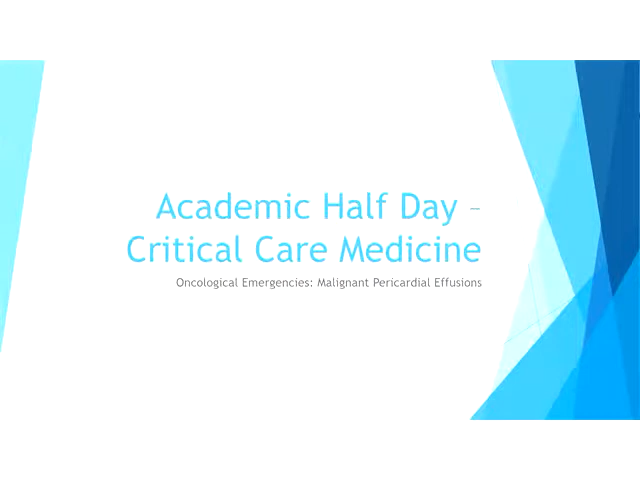 Academic Half Day –
Critical Care Medicine
Oncological Emergencies: Malignant Pericardial Effusions